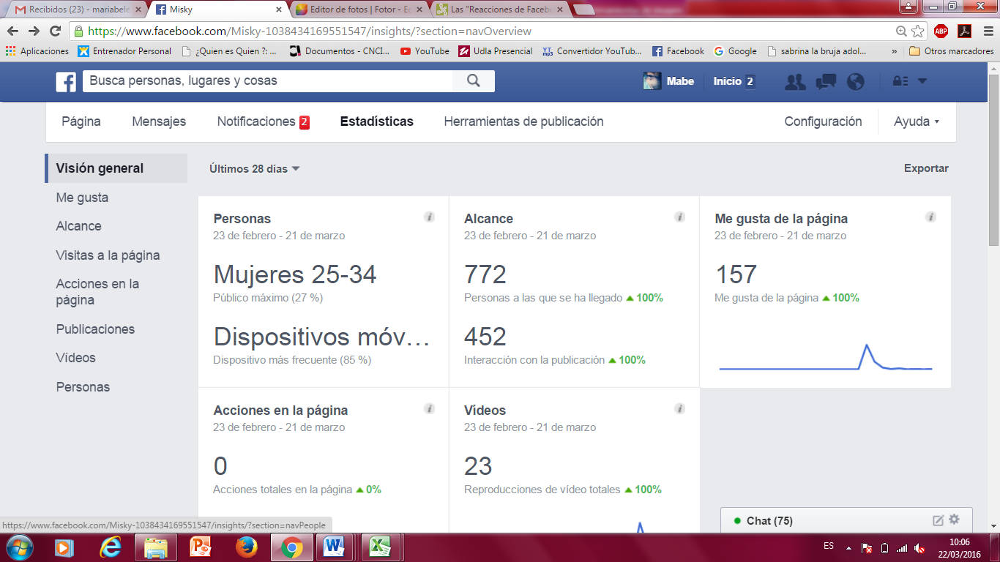 Recibidos (23) - mariabele
Misky
Editor de fotos | Fotor - Ec
Las "Reacciones de Facebo
https://www.facebook.com/Misky-1038434169551547/insights/?section=navOverview
ABP
Aplicaciones
Entrenador Personal
¿Quien es Quien ?: ...
Documentos - CNCI...
YouTube
Udla Presencial
Convertidor YouTub...
Facebook
Google
sabrina la bruja adol...
»
Otros marcadores
Busca personas, lugares y cosas
Mabe
Inicio 2
Página
Mensajes
Notificaciones 2
Estadísticas
Herramientas de publicación
Configuración
Ayuda
Visión general
Me gusta
Alcance
Visitas a la página
Acciones en la
página
Publicaciones
Vídeos
Personas
Últimos 28 días
Exportar
Personas
23 de febrero - 21 de marzo
Mujeres 25-34
Público máximo (27 %)
Dispositivos móv...
Dispositivo más frecuente (85 %)
Alcance
23 de febrero - 21 de marzo
772
Personas a las que se ha llegado 100%
452
Interacción con la publicación 100%
Me gusta de la página
23 de febrero - 21 de marzo
157
Me gusta de la página 100%
Acciones en la página
23 de febrero - 21 de marzo
0
Acciones totales en la página 0%
Vídeos
23 de febrero - 21 de marzo
23
Reproducciones de vídeo totales 100%
https://www.facebook.com/Misky-1038434169551547/insights/?section=navPeople
Chat (75)
ES
10:06
22/03/2016